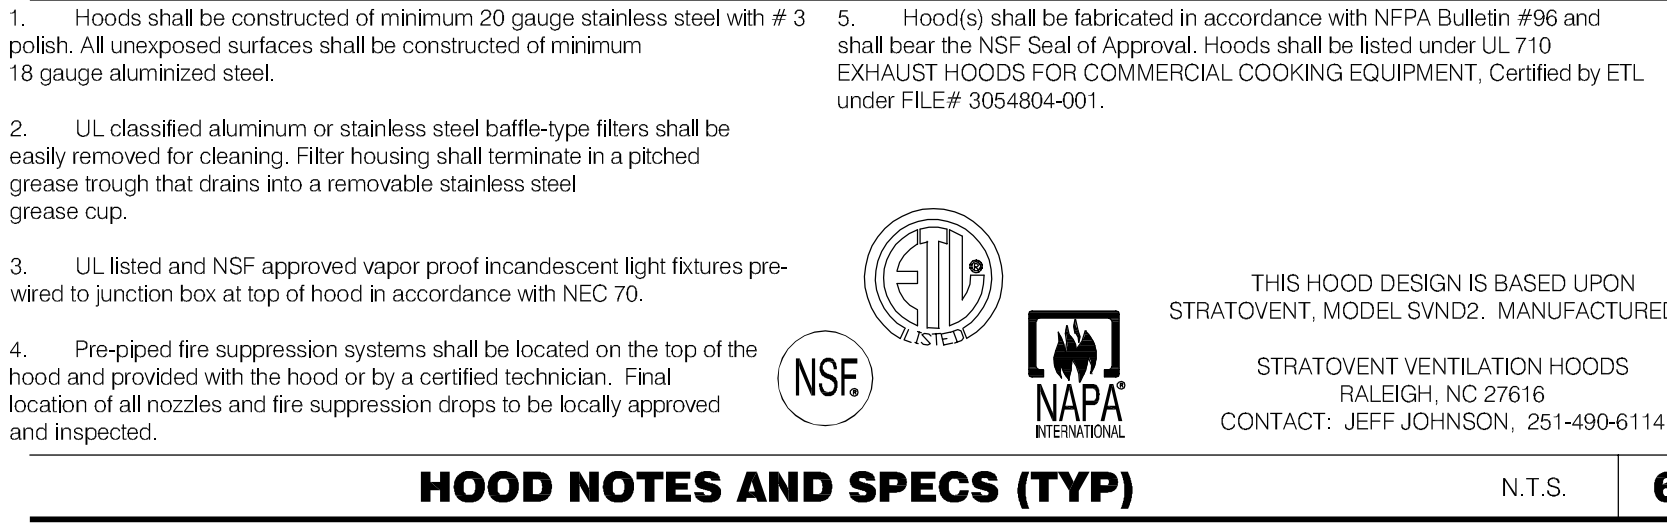 1. Hoods shall be constructed of minimum 20 gauge stainless steel with # 3
polish. All unexposed surfaces shall be constructed of minimum
18 gauge aluminized steel.
2. UL classified aluminum or stainless steel baffle-type filters shall be
easily removed for cleaning. Filter housing shall terminate in a pitched
grease trough that drains into a removable stainless steel
grease cup.
3. UL listed and NSF approved vapor proof incandescent light fixtures pre-
wired to junction box at top of hood in accordance with NEC 70.
4. Pre-piped fire suppression systems shall be located on the top of the
hood and provided with the hood or by a certified technician. Final
location of all nozzles and fire suppression drops to be locally approved
and inspected.
5. Hood(s) shall be fabricated in accordance with NFPA Bulletin #96 and
shall bear the NSF Seal of Approval. Hoods shall be listed under UL 710
EXHAUST HOODS FOR COMMERCIAL COOKING EQUIPMENT, Certified by ETL
under FILE# 3054804-001.
ETL®
LISTED
NSF®
NAPA®
INTERNATIONAL
THIS HOOD DESIGN IS BASED UPON
STRATOVENT, MODEL SVND2. MANUFACTURED
STRATOVENT VENTILATION HOODS
RALEIGH, NC 27616
CONTACT: JEFF JOHNSON, 251-490-6114
HOOD NOTES AND SPECS (TYP)
N.T.S.